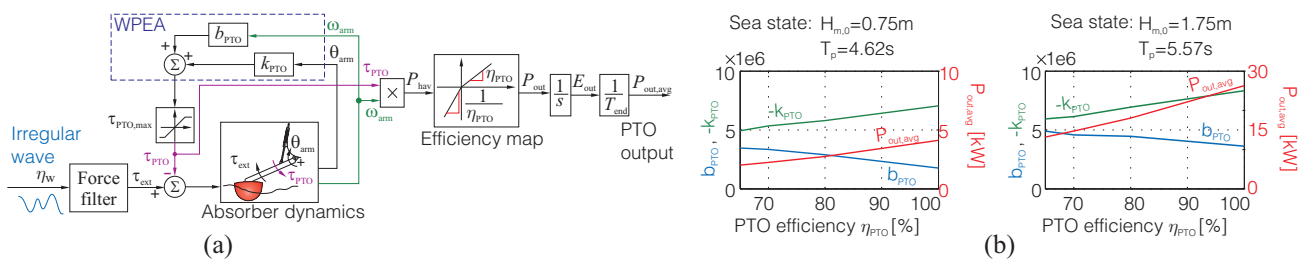 WPEA
b_PTO
ω_arm
θ_arm
k_PTO
+
+
Σ
τ_PTO,max
τ_PTO
×
ω_arm
P_hav
η_PTO
1
η_PTO
Efficiency map
P_out
1
s
E_out
1
T_end
P_out,avg
PTO
output
Irregular
wave
η_W
Force
filter
τ_ext
τ_PTO
-
+
Σ
τ_ext
θ_arm
+
τ_PTO
Absorber dynamics
(a)
Sea state: H_m,0=0.75m
T_p=4.62s
×10e6
10
5
0
b_PTO, -k_PTO
-k_PTO
P_out,avg
b_PTO
10
5
0
P_out,avg [kW]
70 80 90 100
PTO efficiency η_PTO [%]
Sea state: H_m,0=1.75m
T_p=5.57s
×10e6
10
5
0
b_PTO, -k_PTO
-k_PTO
P_out,avg
b_PTO
30
15
0
P_out,avg [kW]
70 80 90 100
PTO efficiency η_PTO [%]
(b)